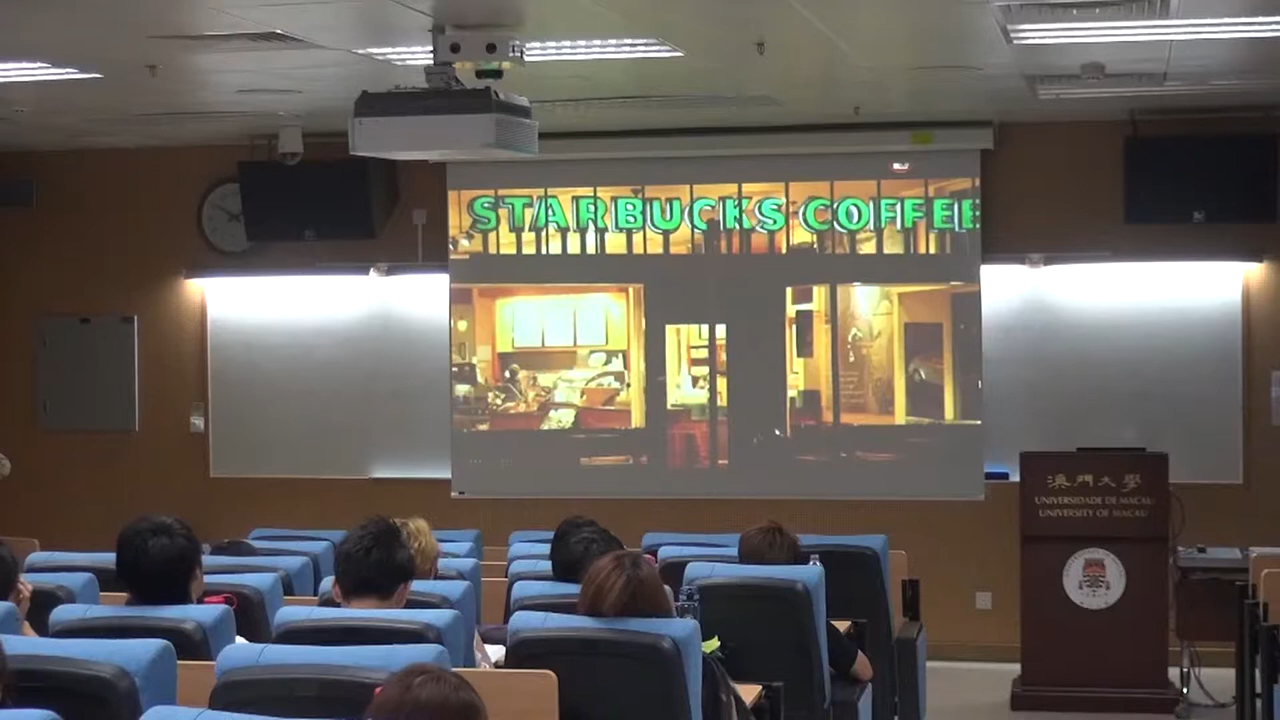 STARBUCKS COFFEE
澳門大學
UNIVERSIDADE DE MACAU
UNIVERSITY OF MACAU